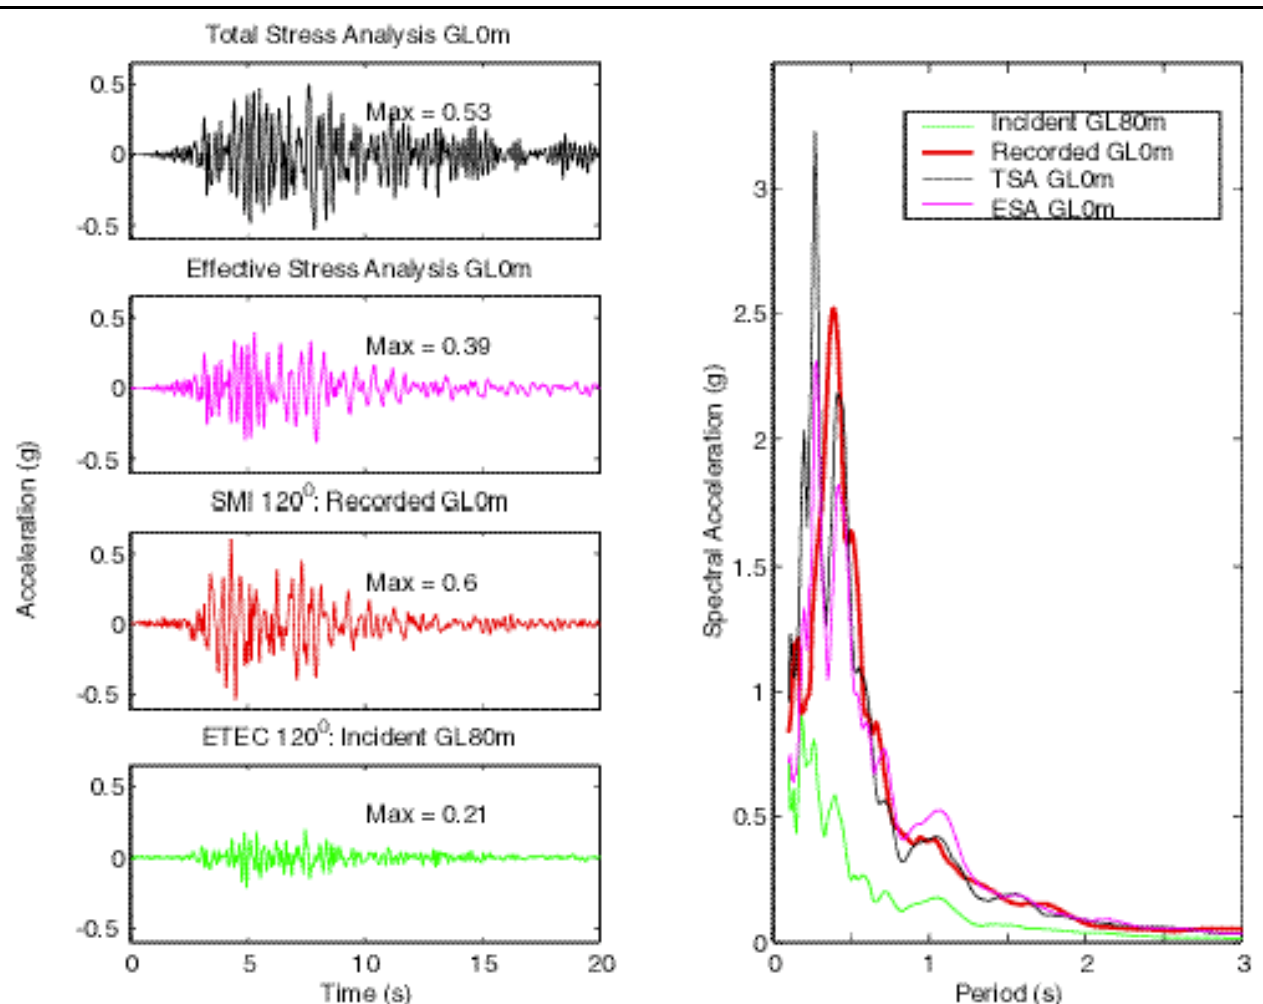 Total Stress Analysis GL0m
0.5
0
-0.5
Max = 0.53
Effective Stress Analysis GL0m
0.5
0
-0.5
Max = 0.39
SMI 120⁰: Recorded GL0m
0.5
0
-0.5
Max = 0.6
ETEC 120⁰: Incident GL80m
0.5
0
-0.5
Max = 0.21
0 5 10 15 20
Time (s)
Acceleration (g)
Incident GL80m
Recorded GL0m
TSA GL0m
ESA GL0m
3
2.5
2
1.5
1
0.5
0
0 1 2 3
Period (s)
Spectral Acceleration (g)